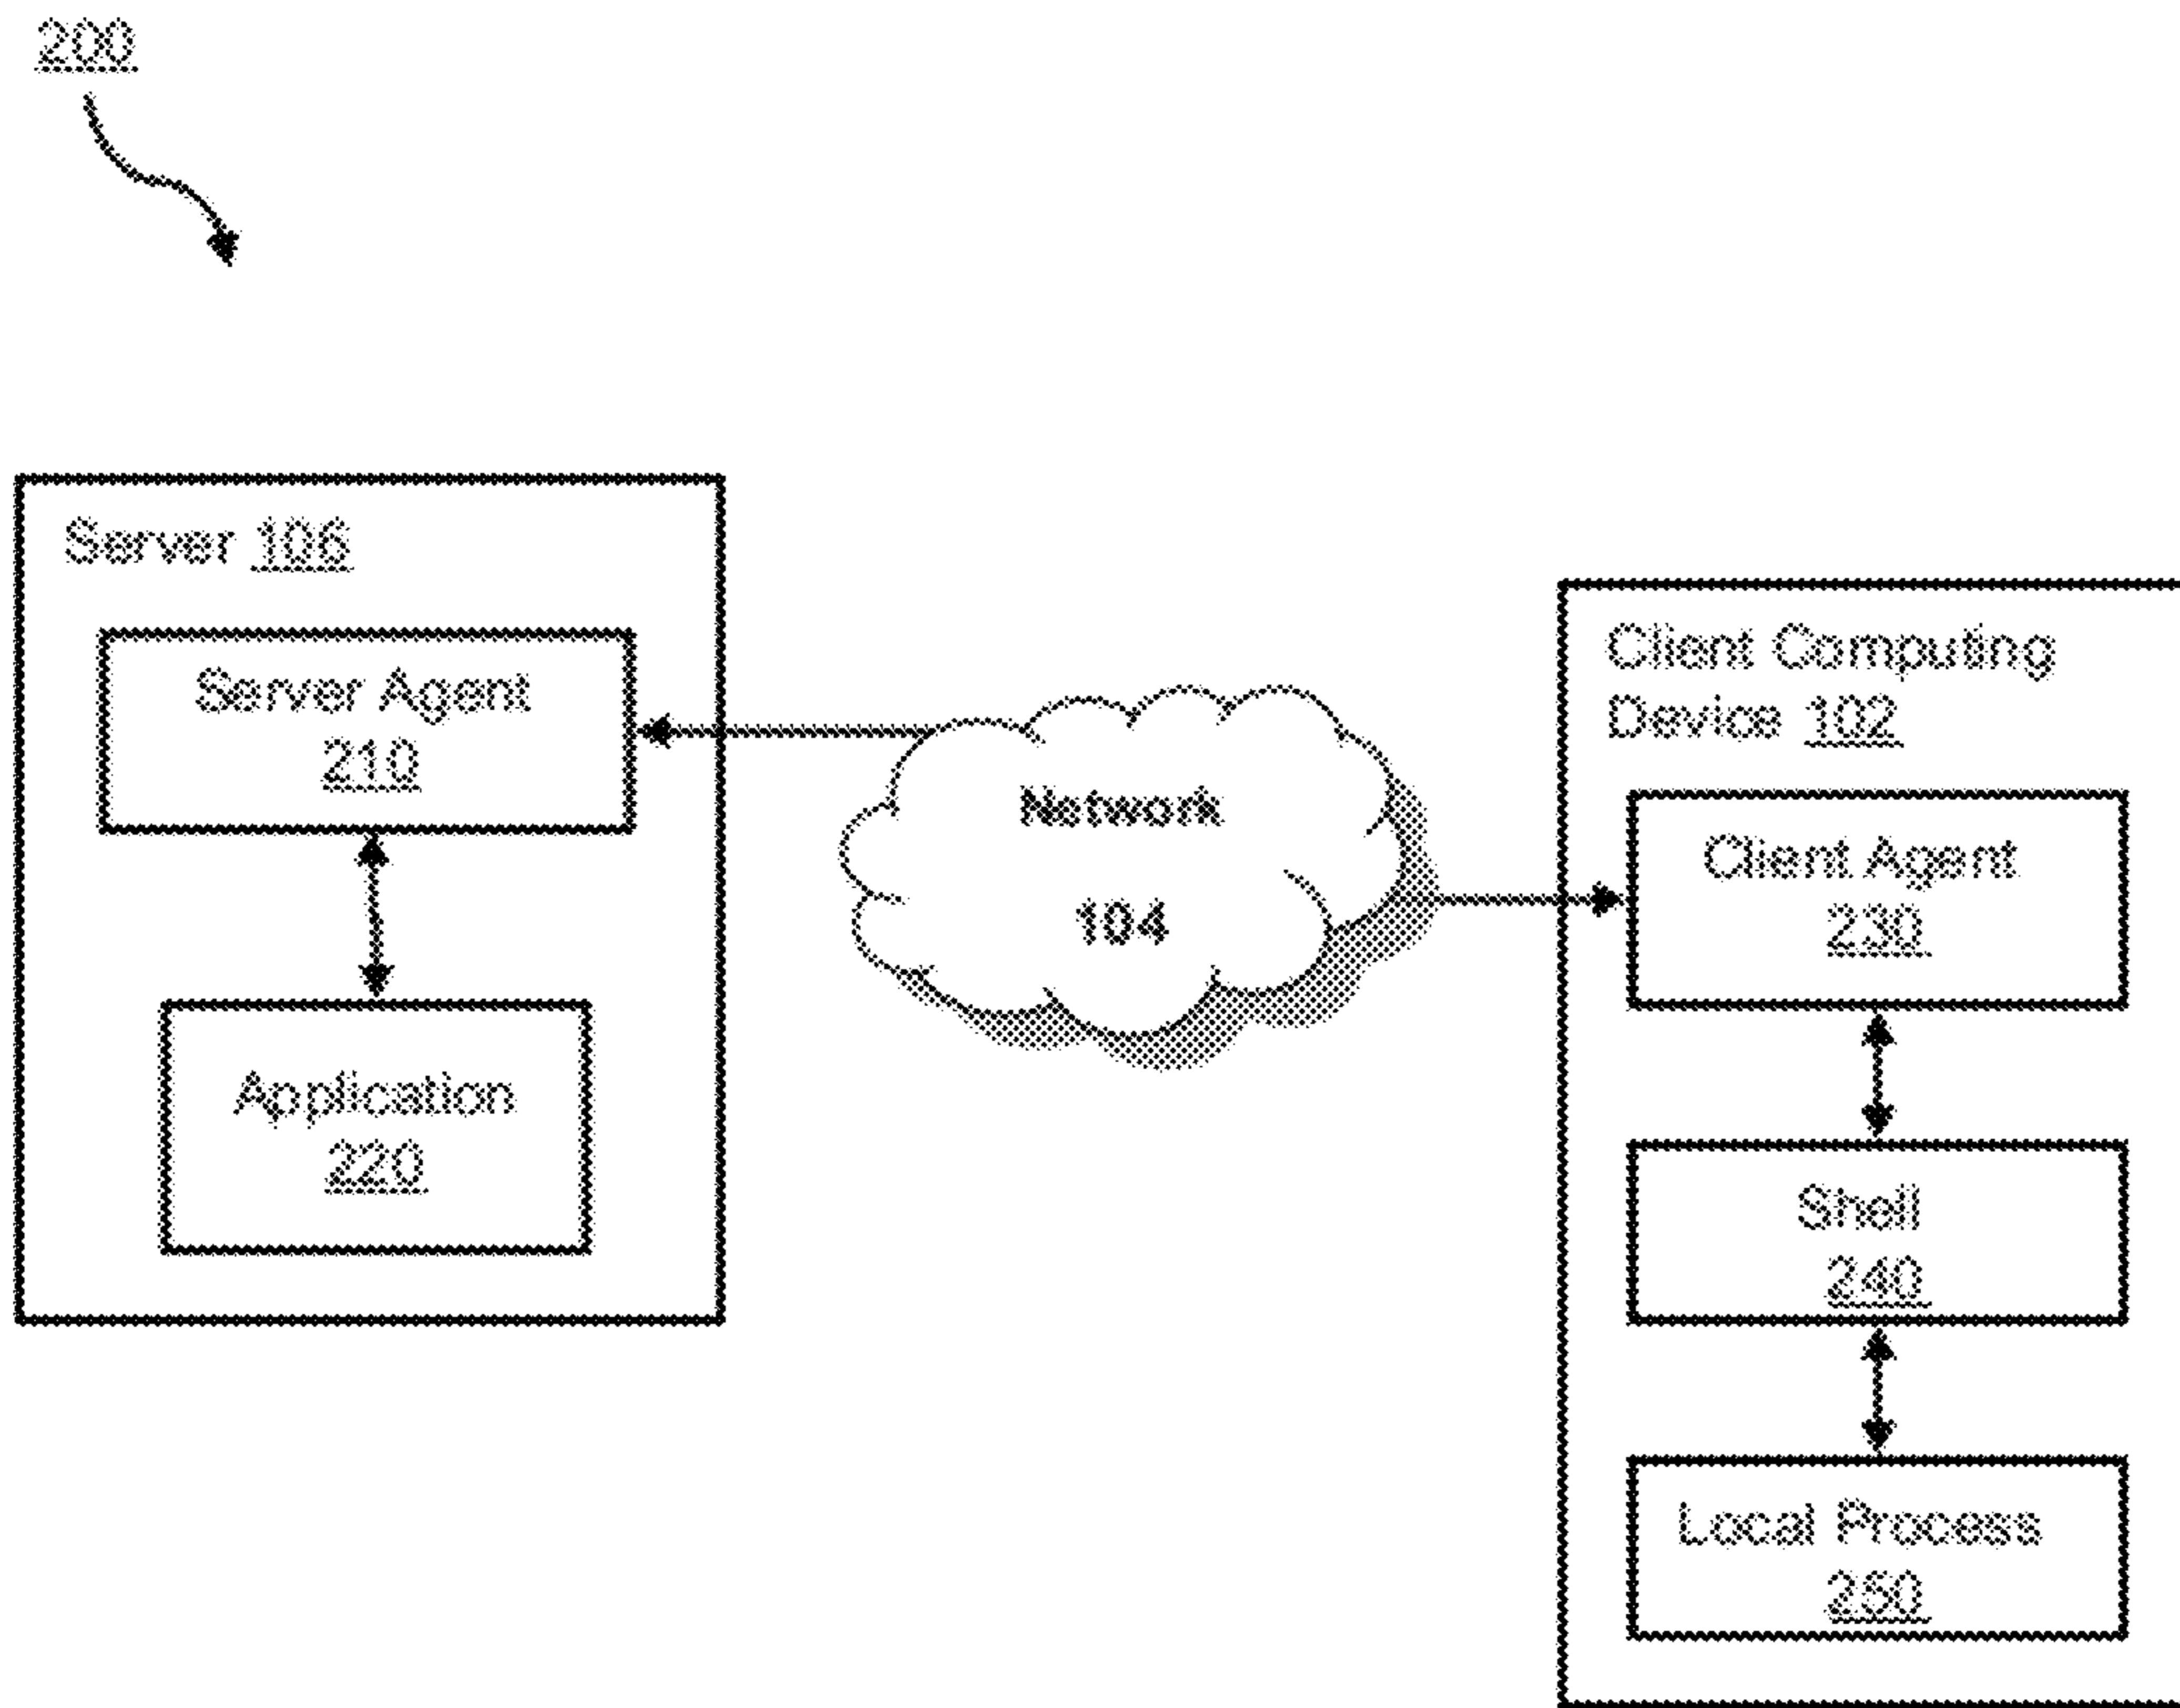 200
Server 106
Server Agent
210
Application
220
Network
104
Client Computing
Device 102
Client Agent
230
Shell
240
Local Process
250